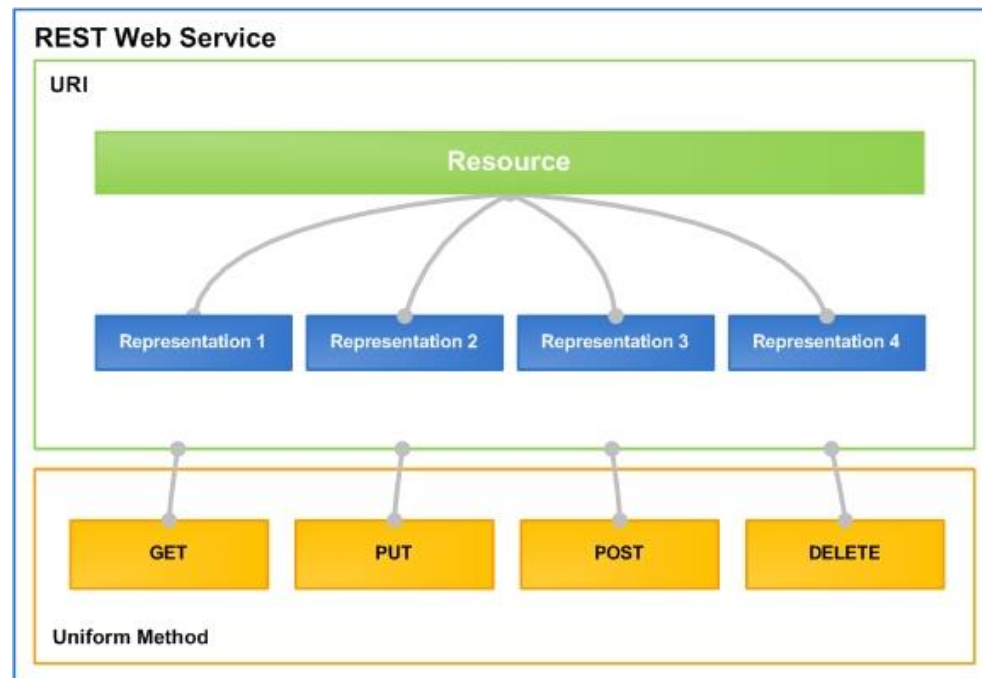 REST Web Service
URI
Resource
Representation 1
Representation 2
Representation 3
Representation 4
GET
PUT
POST
DELETE
Uniform Method